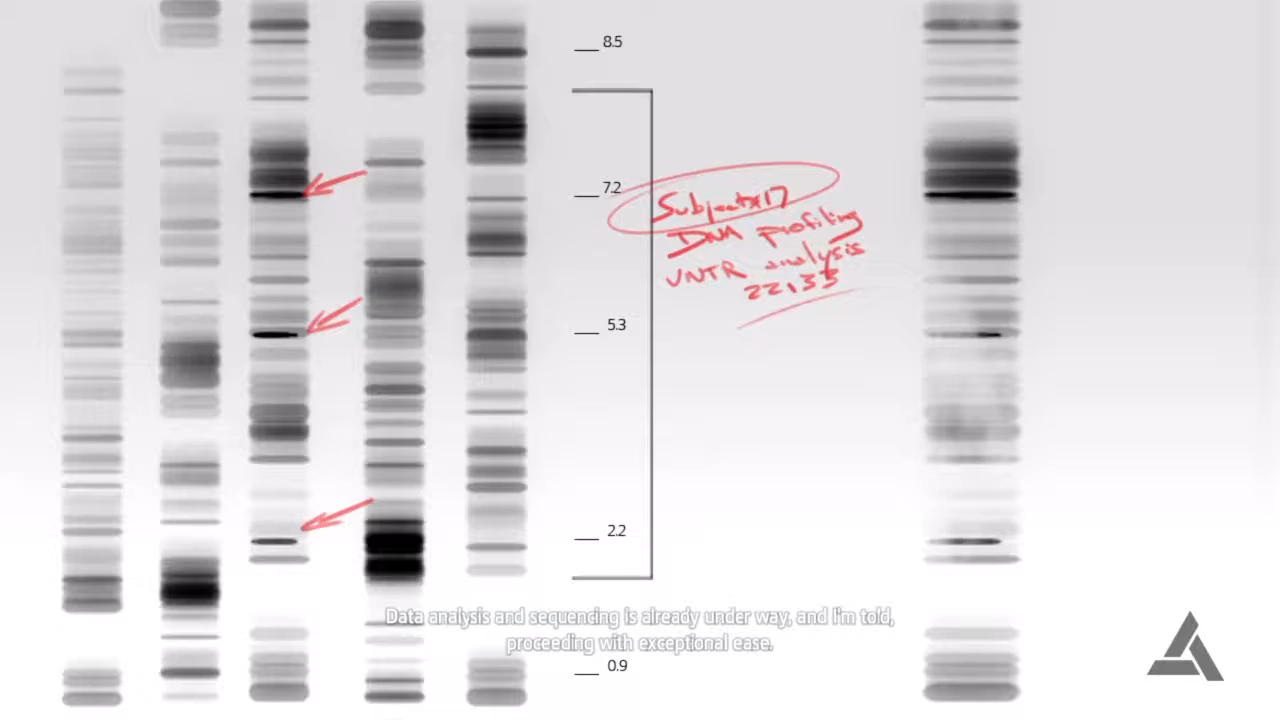 8.5
7.2
Subject 17
DNA profiling
VNTR analysis
22133
5.3
2.2
Data analysis and sequencing is already under way, and I'm told,
proceeding with exceptional ease.
0.9